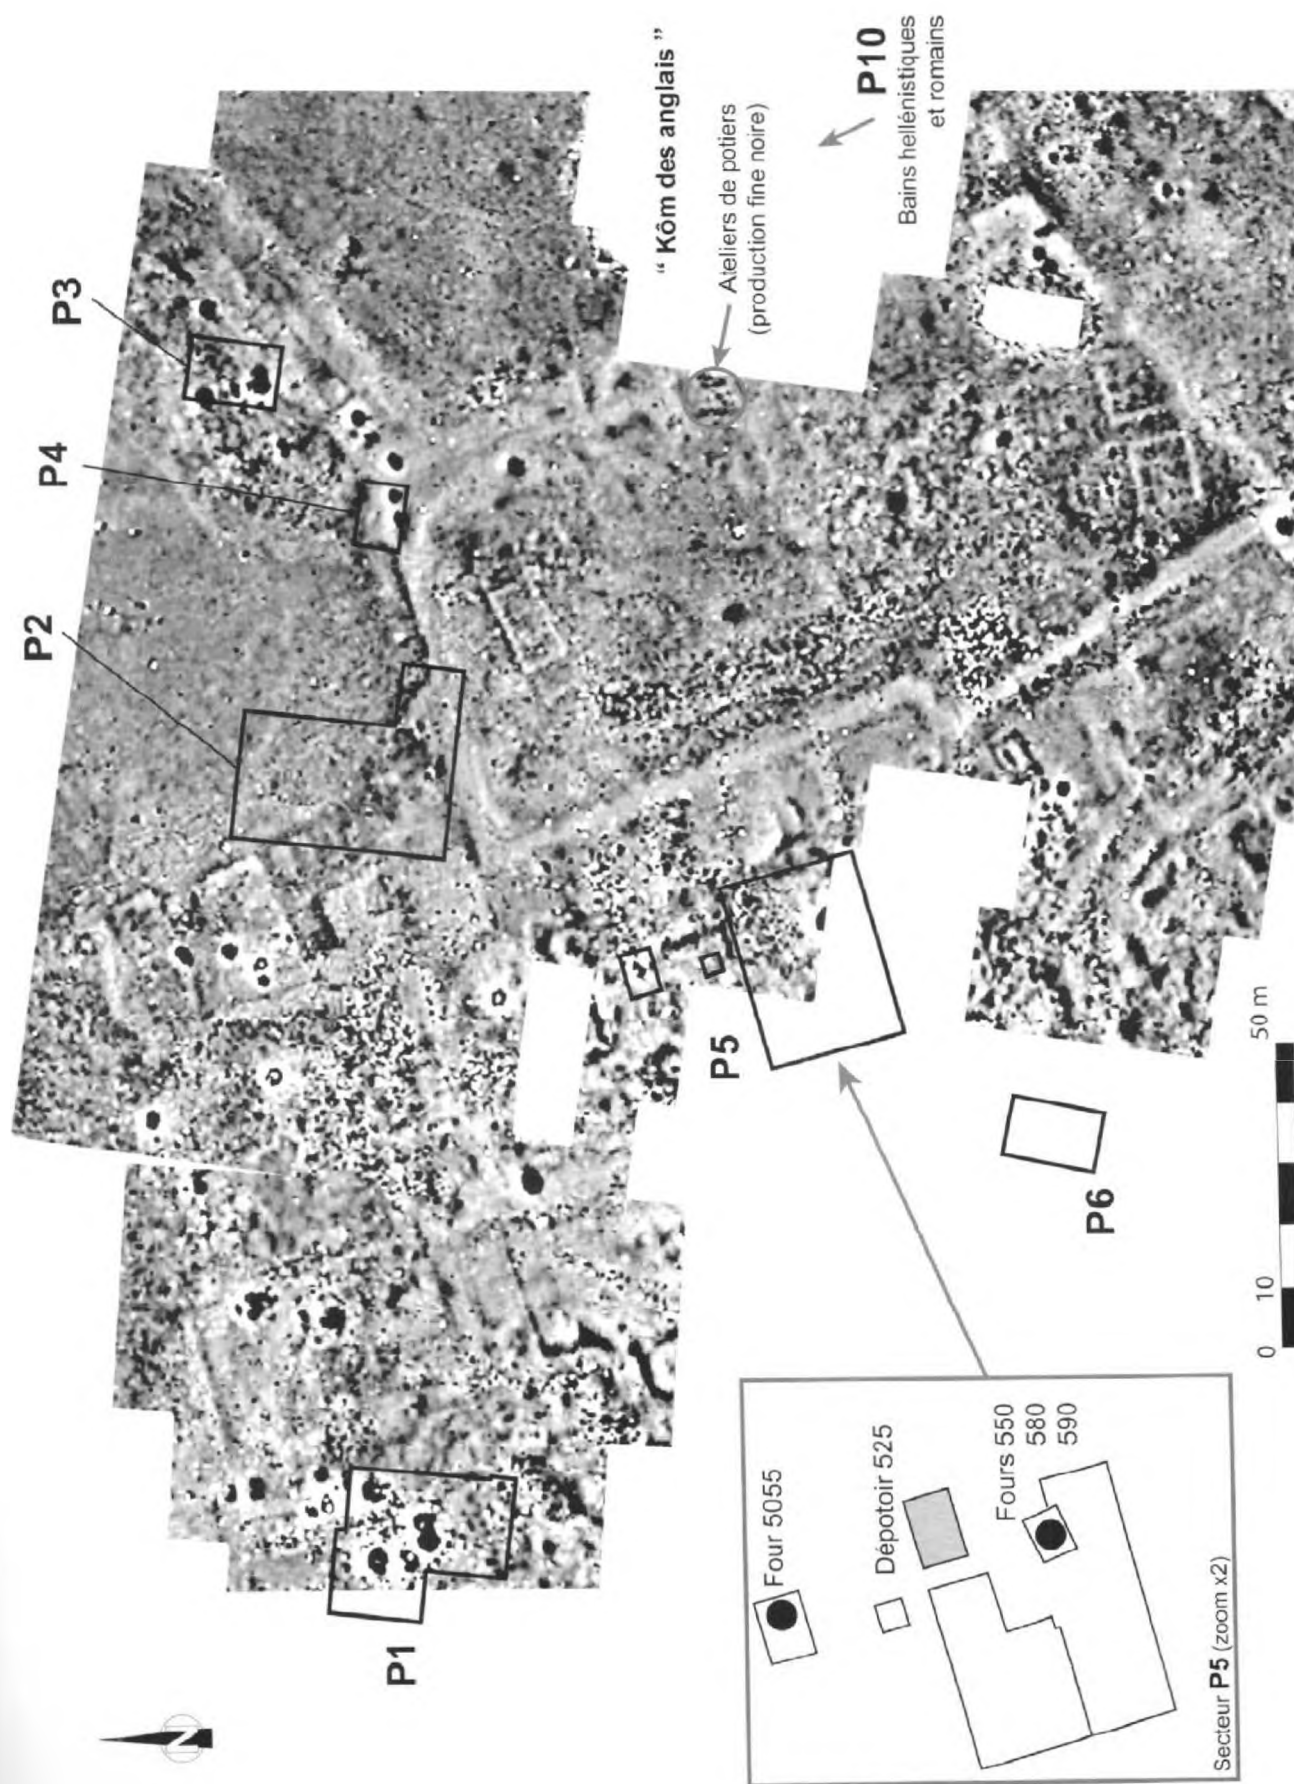 P3
P4
P2
“ Kôm des anglais ”
Ateliers de potiers
(production fine noire)
P10
Bains hellénistiques
et romains
P5
P6
P1
N
Four 5055
Dépotoir 525
Fours 550
580
590
Secteur P5 (zoom x2)
0
10
50 m